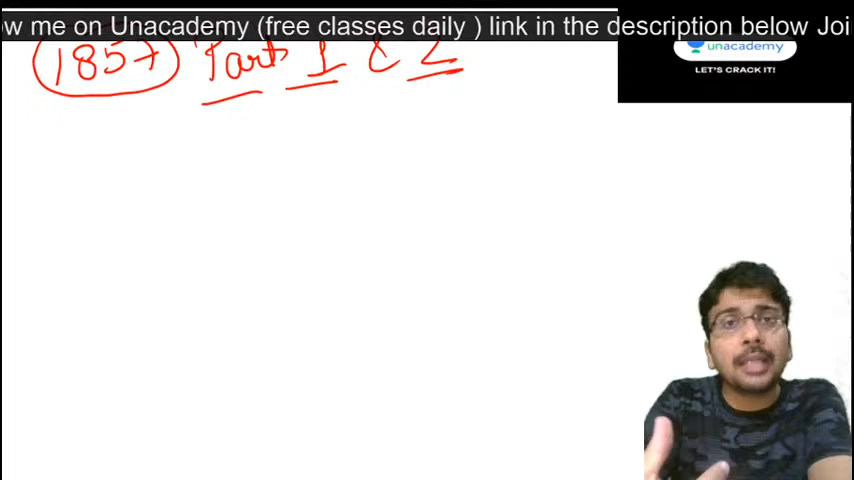 ow me on Unacademy (free classes daily ) link in the description below Joi
1857 Part 1 & 2
unacademy
LET'S CRACK IT!